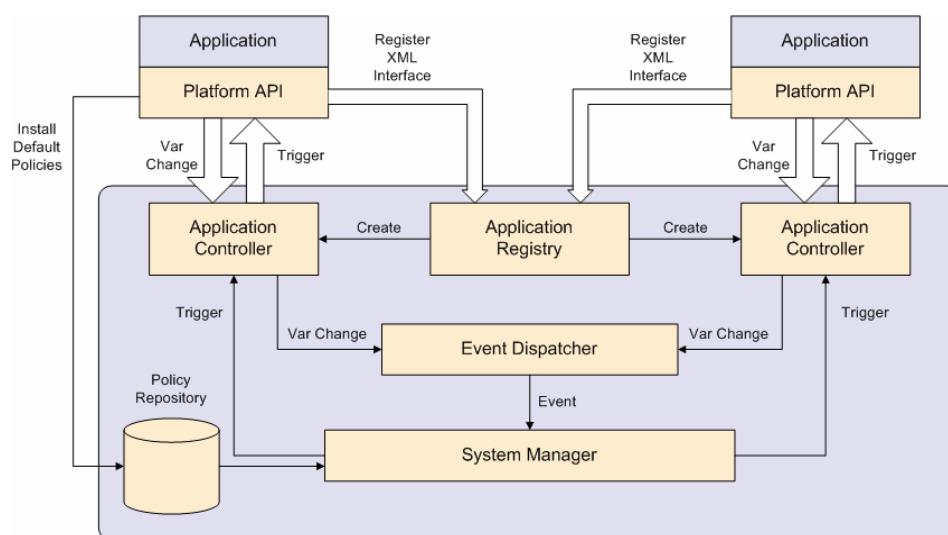 Application
Register
XML
Interface
Register
XML
Interface
Application
Platform API
Platform API
Install
Default
Policies
Var
Change
Trigger
Var
Change
Trigger
Application
Controller
Create
Application
Registry
Create
Application
Controller
Trigger
Var Change
Event Dispatcher
Var Change
Trigger
Policy
Repository
Event
System Manager